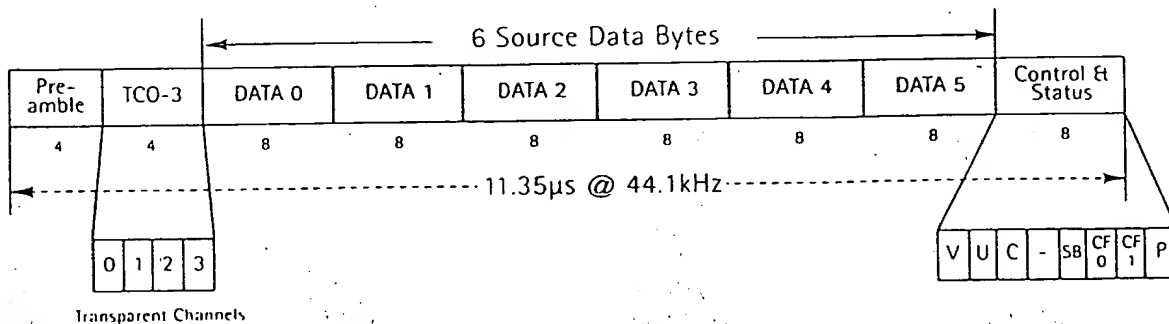 6 Source Data Bytes
Pre-
amble
TCO-3
DATA 0
DATA 1
DATA 2
DATA 3
DATA 4
DATA 5
Control &
Status
4
4
8
8
8
8
8
8
8
11.35µs @ 44.1kHz
0 1 2 3
V U C - SB CF
0 CF
1 P
Transparent Channels